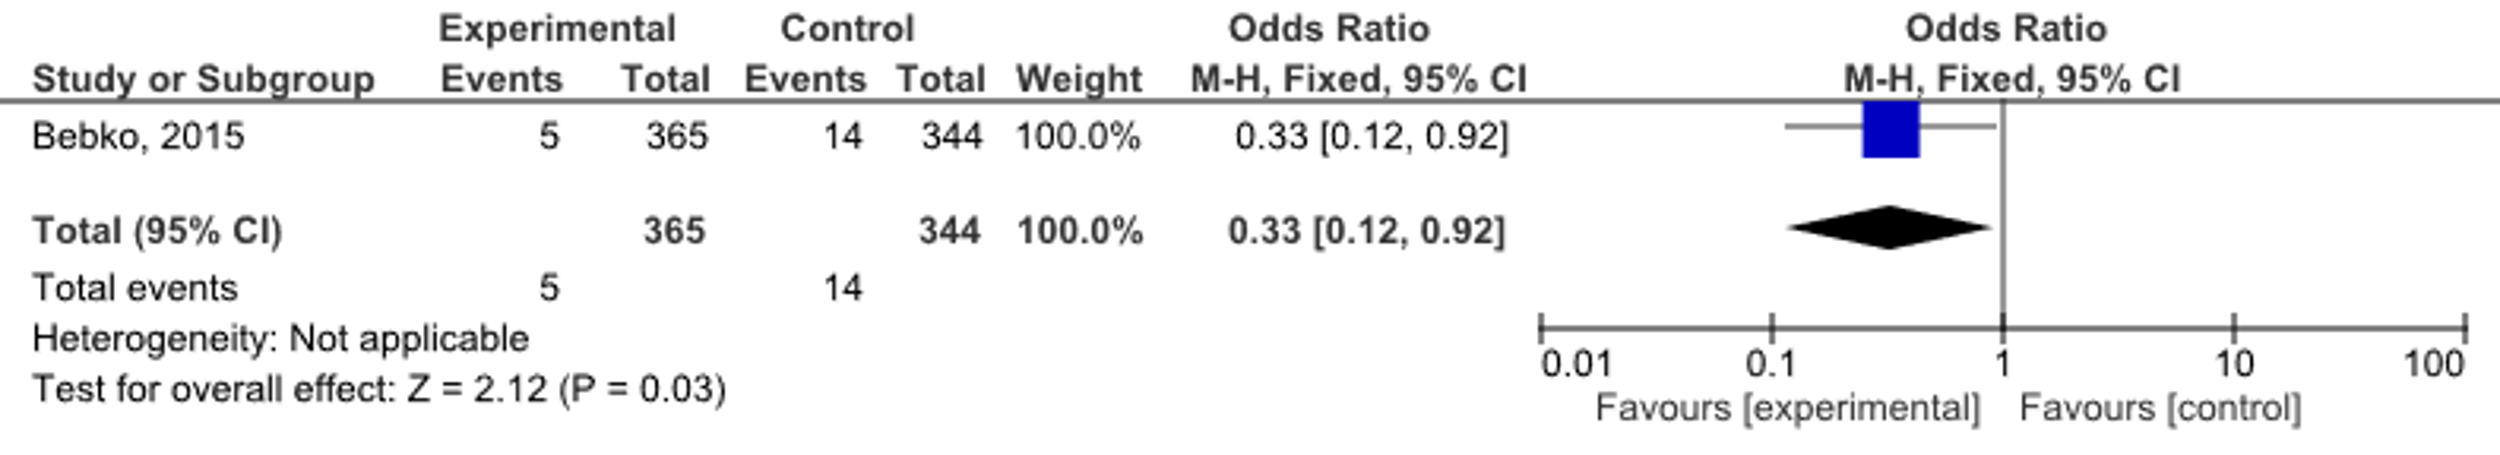 Experimental Control Odds Ratio Odds Ratio
Study or Subgroup Events Total Events Total Weight M-H, Fixed, 95% CI M-H, Fixed, 95% CI
Bebko, 2015 5 365 14 344 100.0% 0.33 [0.12, 0.92]
Total (95% CI) 365 344 100.0% 0.33 [0.12, 0.92]
Total events 5 14
Heterogeneity: Not applicable
Test for overall effect: Z = 2.12 (P = 0.03)
0.01 0.1 1 10 100
Favours [experimental] Favours [control]